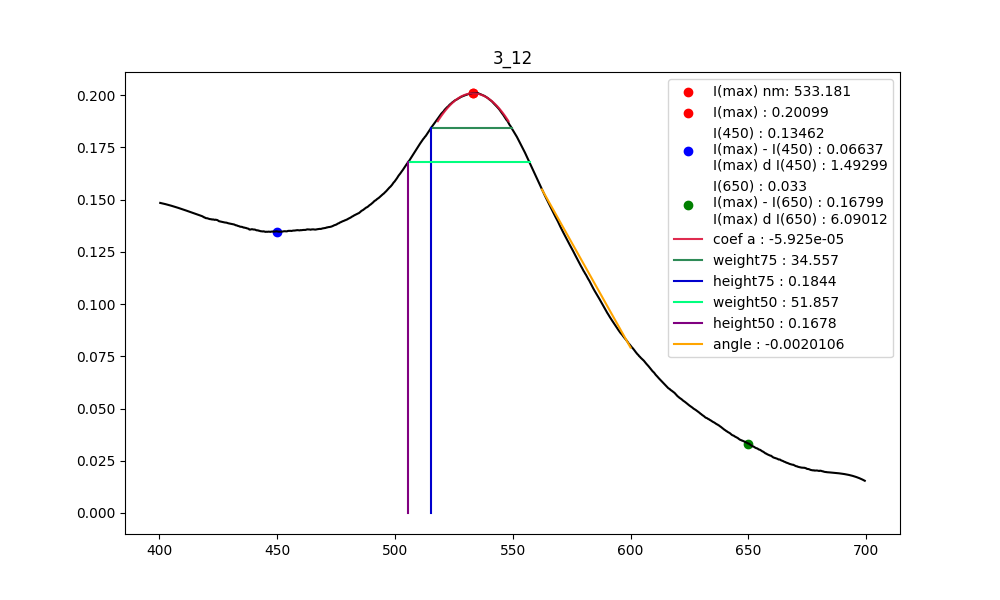 3_12
I(max) nm: 533.181
I(max) : 0.20099
I(450) : 0.13462
I(max) - I(450) : 0.06637
I(max) d I(450) : 1.49299
I(650) : 0.033
I(max) - I(650) : 0.16799
I(max) d I(650) : 6.09012
coef a : -5.925e-05
weight75 : 34.557
height75 : 0.1844
weight50 : 51.857
height50 : 0.1678
angle : -0.0020106
0.200
0.175
0.150
0.125
0.100
0.075
0.050
0.025
0.000
400 450 500 550 600 650 700